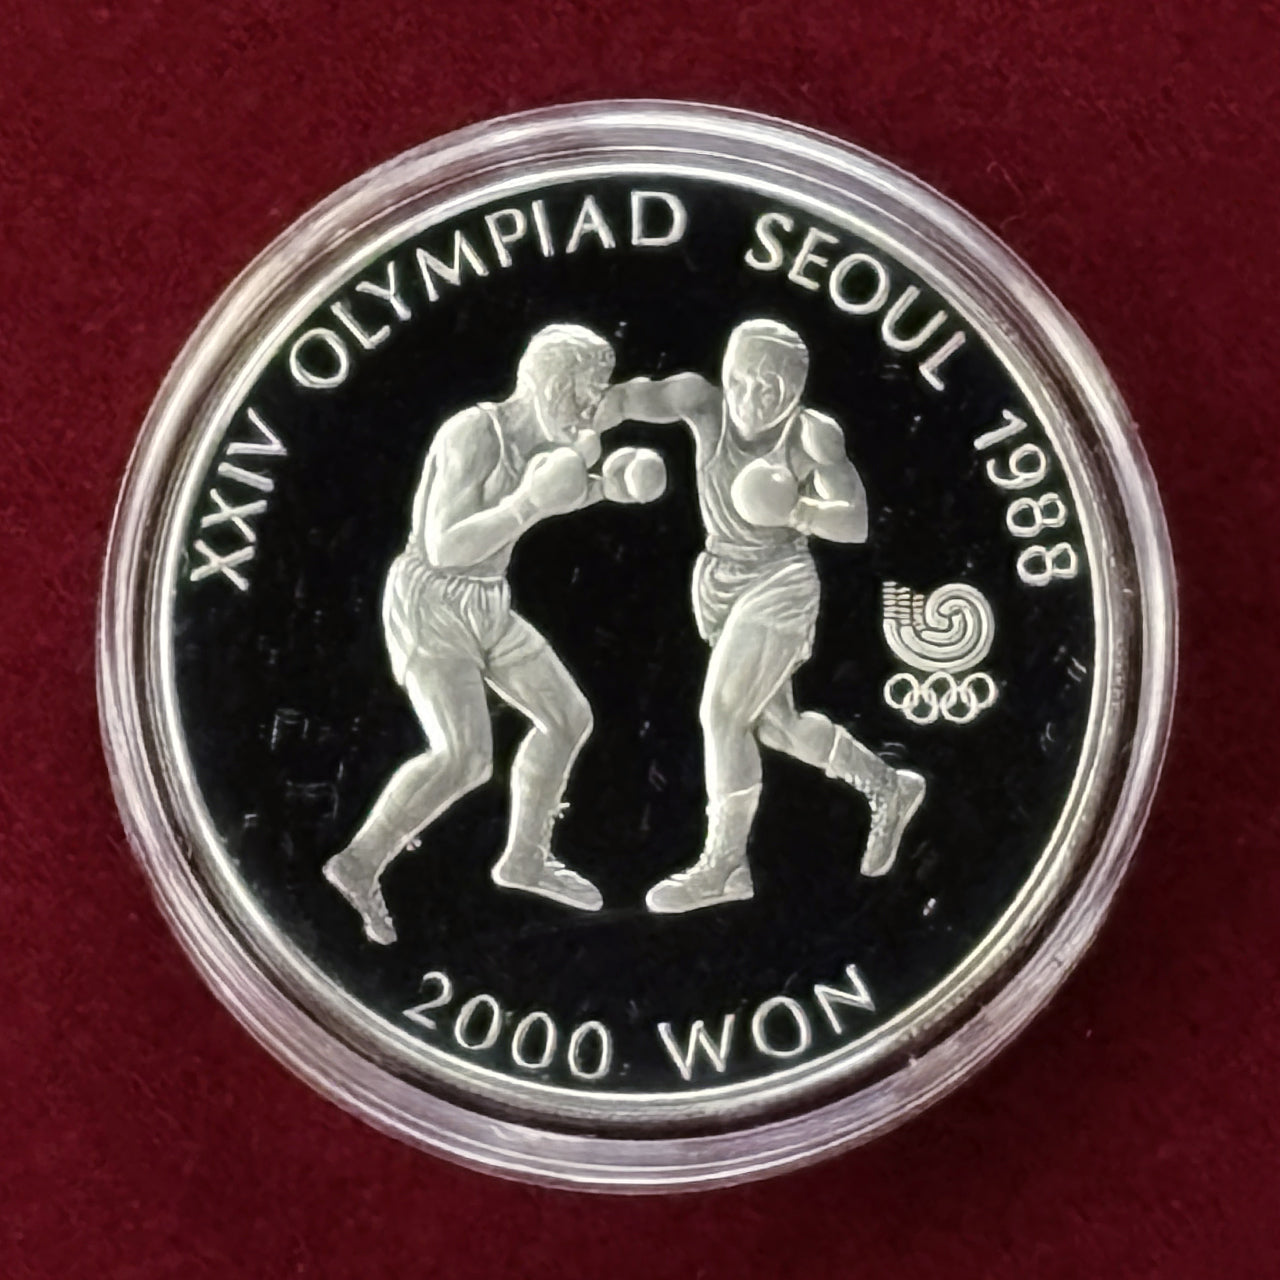 XXIV OLYMPIAD SEOUL 1988
2000 WON